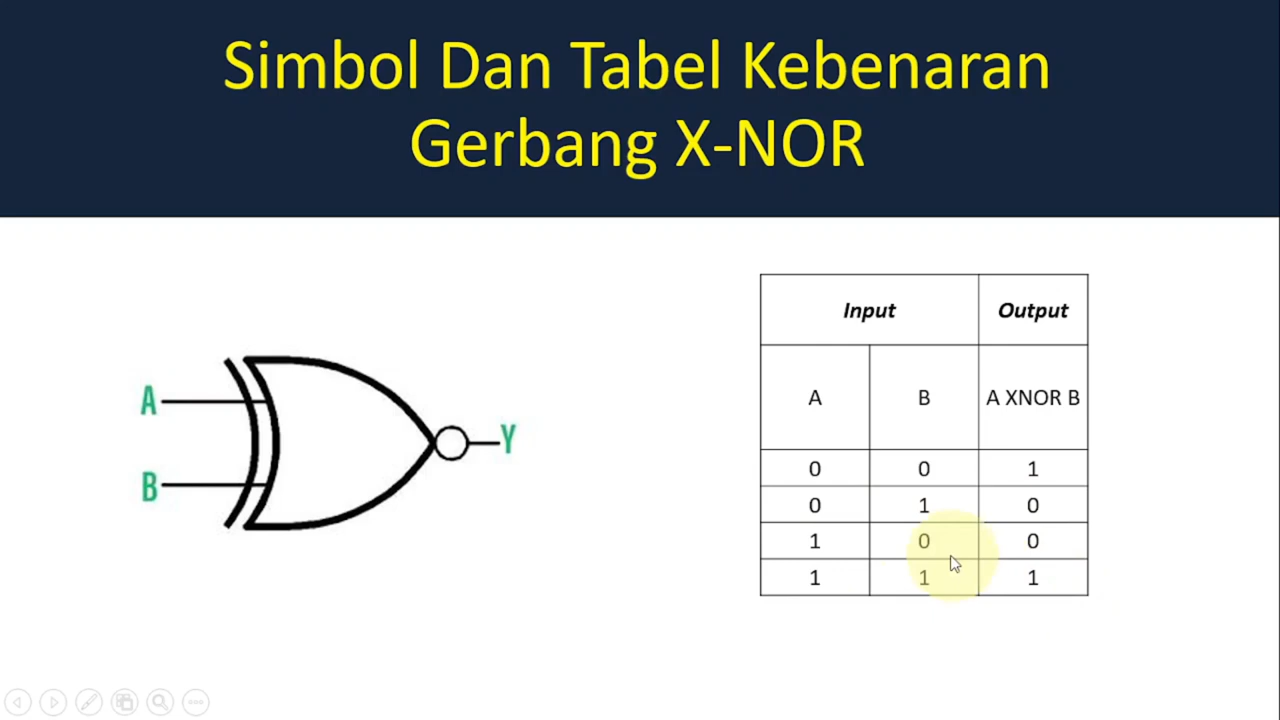 Simbol Dan Tabel Kebenaran
Gerbang X-NOR
A
B
Y
Input Output
A B A XNOR B
0 0 1
0 1 0
1 0 0
1 1 1